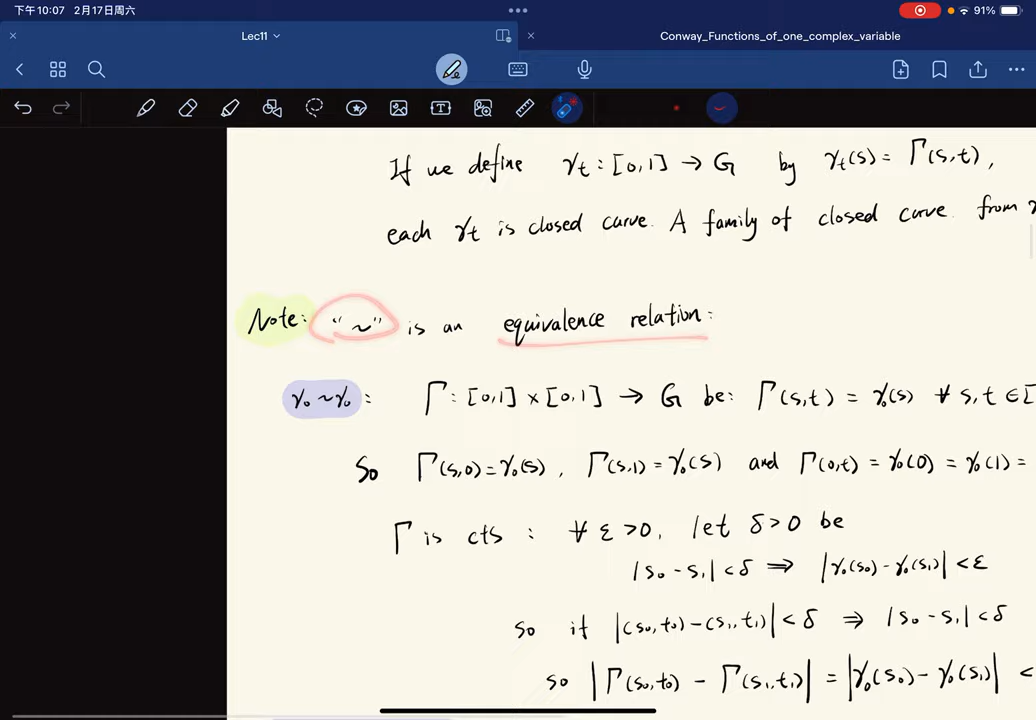 下午10:07 2月17日周六
91%
Lec11
Conway_Functions_of_one_complex_variable
If we define γt : [0,1] → G by γt(s) = Γ(s,t),
each γt is closed curve. A family of closed curve. from γ
Note: "~" is an equivalence relation:
γ₀ ~ γ₀ : Γ : [0,1] × [0,1] → G be: Γ(s,t) = γ₀(s) ∀ s,t ∈ [
So Γ(s,0) = γ₀(s), Γ(s,1) = γ₀(s) and Γ(0,t) = γ₀(0) = γ₀(1) =
Γ is cts : ∀ ε > 0, let δ > 0 be
|s₀ - s₁| < δ ⇒ |γ₀(s₀) - γ₀(s₁)| < ε
so if |(s₀,t₀) - (s₁,t₁)| < δ ⇒ |s₀ - s₁| < δ
so |Γ(s₀,t₀) - Γ(s₁,t₁)| = |γ₀(s₀) - γ₀(s₁)| <